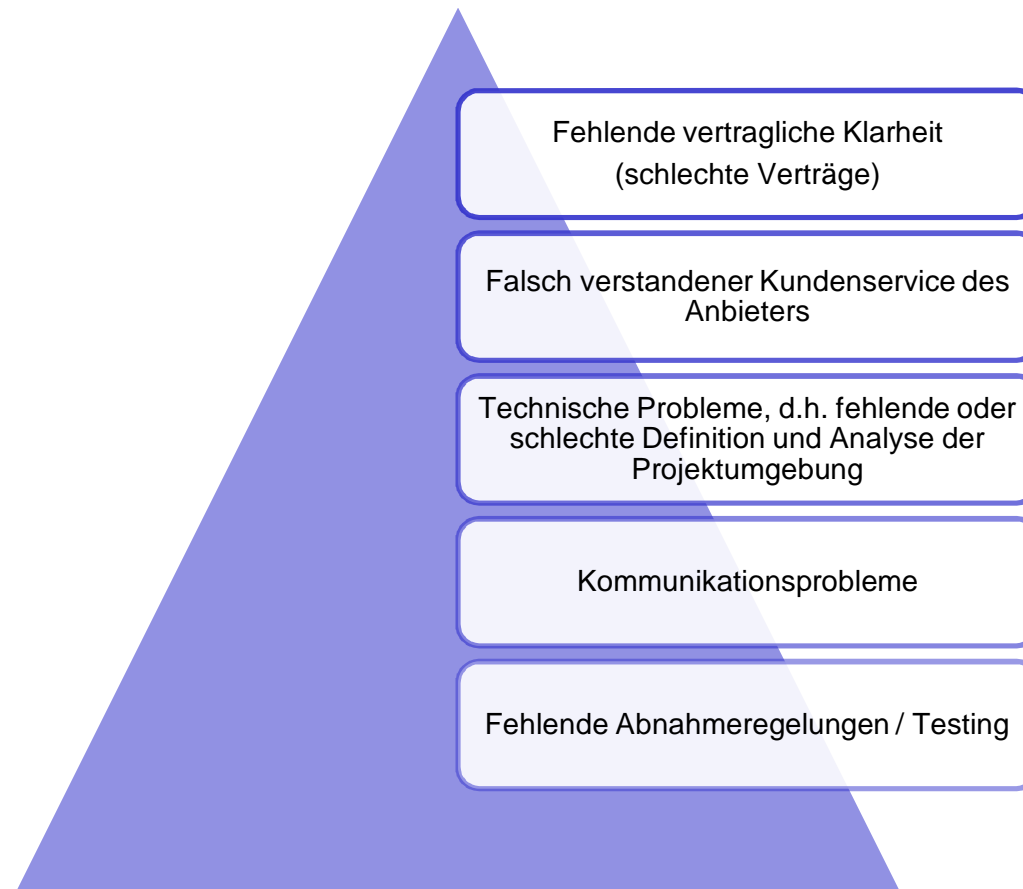 Fehlende vertragliche Klarheit
(schlechte Verträge)
Falsch verstandener Kundenservice des
Anbieters
Technische Probleme, d.h. fehlende oder
schlechte Definition und Analyse der
Projektumgebung
Kommunikationsprobleme
Fehlende Abnahmeregelungen / Testing